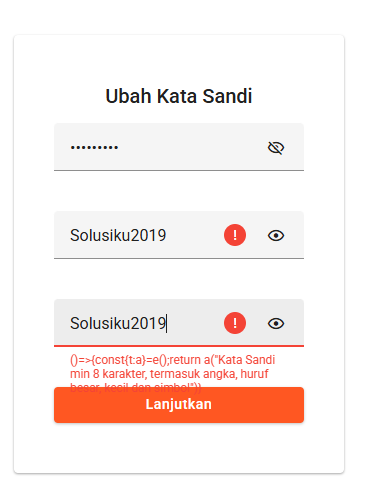 Ubah Kata Sandi
•••••••••
Solusiku2019
Solusiku2019
()=>{const{t:a}=e();return a("Kata Sandi
min 8 karakter, termasuk angka, huruf
besar, kecil dan simbol")}
Lanjutkan